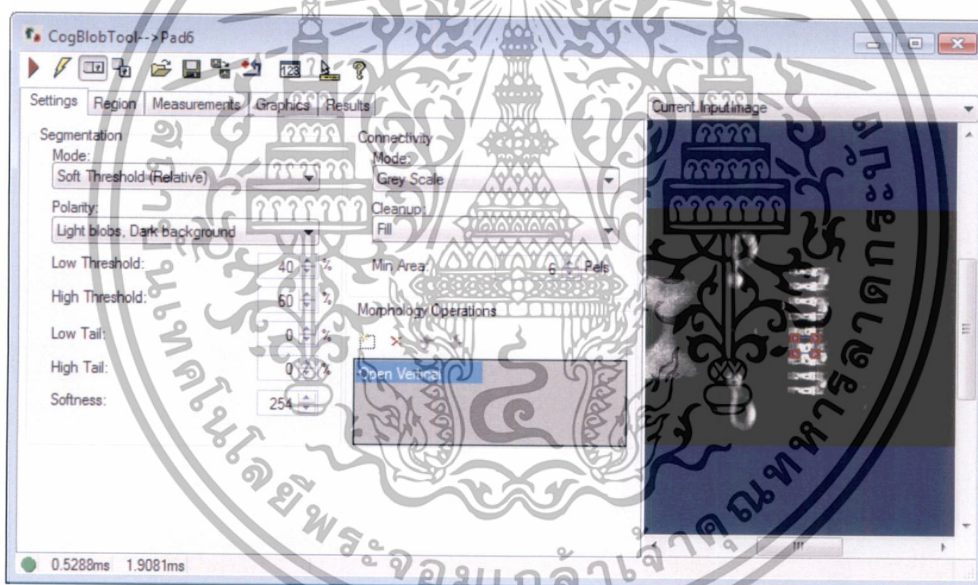 CogBlobTool-->Pad6
Settings Region Measurements Graphics Results
Segmentation
Mode:
Soft Threshold (Relative)
Polarity:
Light blobs, Dark background
Low Threshold: 40 %
High Threshold: 60 %
Low Tail: 0 %
High Tail: 0 %
Softness: 254
Connectivity
Mode:
Grey Scale
Cleanup:
Fill
Min Area: 6 Pels
Morphology Operations
Open Vertical
Current.InputImage
0.5288ms 1.9081ms